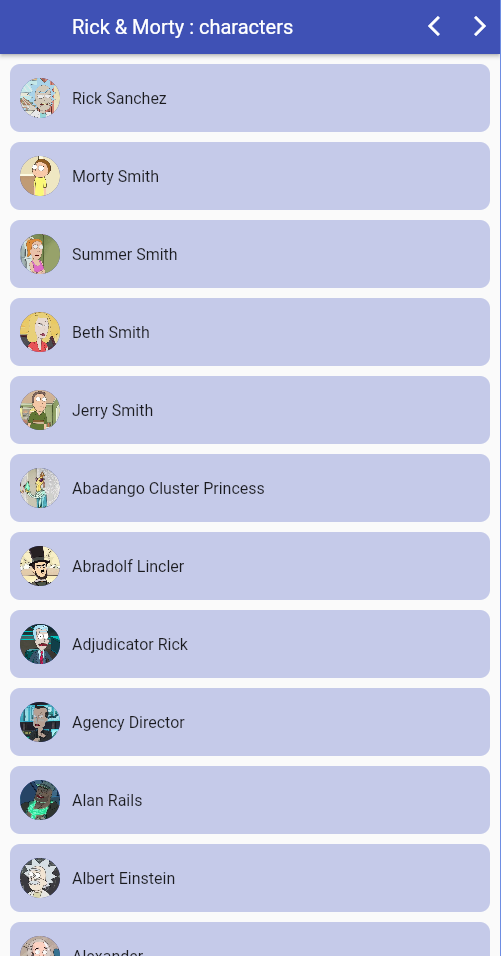 Rick & Morty : characters
Rick Sanchez
Morty Smith
Summer Smith
Beth Smith
Jerry Smith
Abadango Cluster Princess
Abradolf Lincler
Adjudicator Rick
Agency Director
Alan Rails
Albert Einstein
Alexander